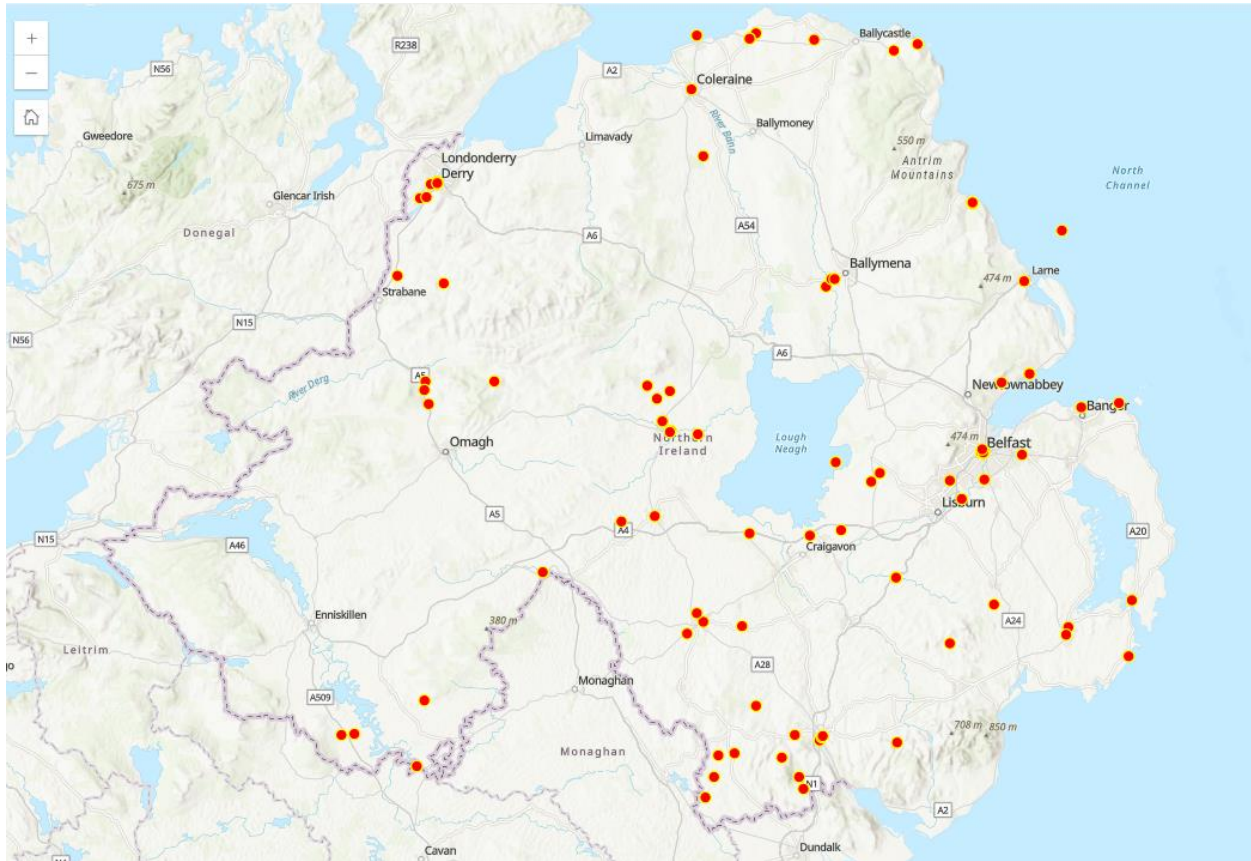 +
R238
Ballycastle
N56
−
A2
Coleraine
Gweedore
Limavady
River Bann
Ballymoney
550 m
Antrim
Mountains
Londonderry
Derry
North
Channel
675 m
Glencar Irish
Donegal
A6
A54
Ballymena
474 m
Larne
Strabane
N15
N56
A6
A5
River Derg
Newtownabbey
Bangor
Omagh
Northern
Ireland
Lough
Neagh
474 m
Belfast
Lisburn
A5
A4
N15
A46
Craigavon
A20
Enniskillen
380 m
A24
Leitrim
A28
Monaghan
A509
708 m
850 m
Monaghan
N1
A2
Cavan
Dundalk